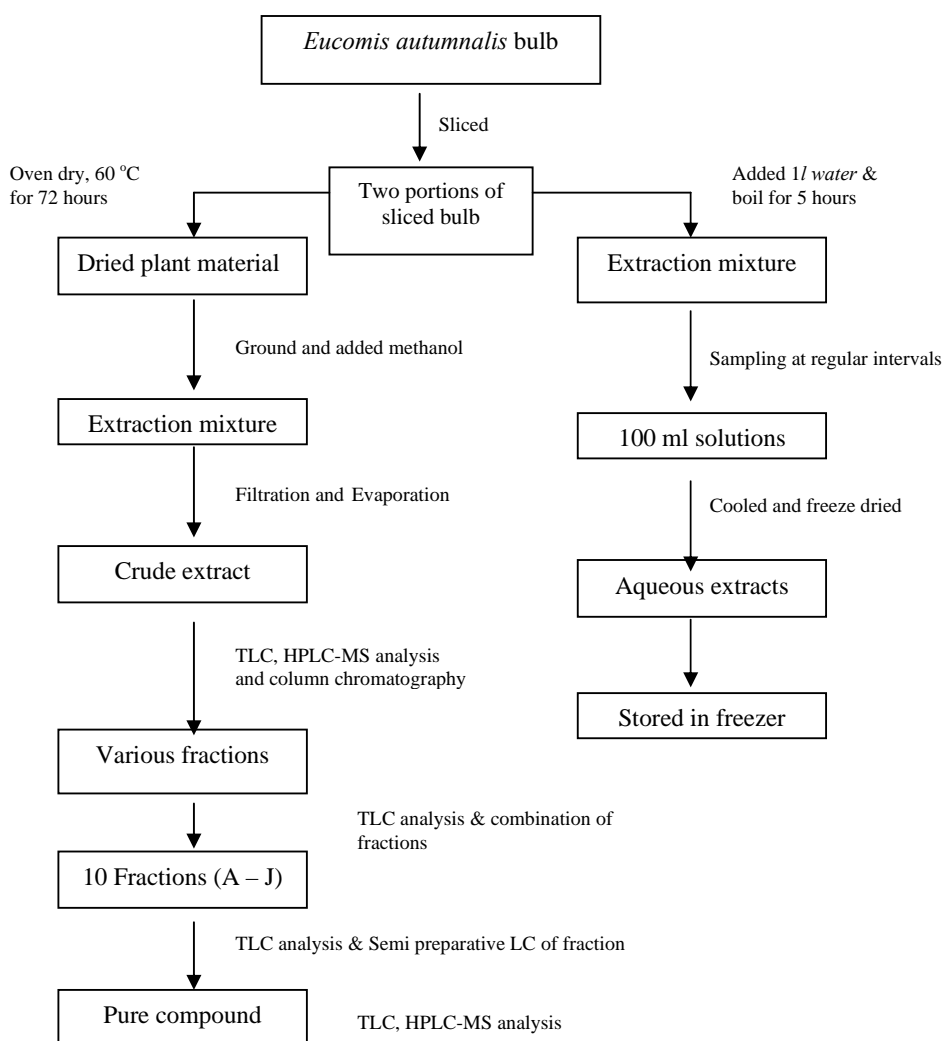 Eucomis autumnalis bulb
Sliced
Oven dry, 60 °C
for 72 hours
Two portions of
sliced bulb
Added 1l water &
boil for 5 hours
Dried plant material
Extraction mixture
Ground and added methanol
Sampling at regular intervals
Extraction mixture
100 ml solutions
Filtration and Evaporation
Cooled and freeze dried
Crude extract
Aqueous extracts
TLC, HPLC-MS analysis
and column chromatography
Stored in freezer
Various fractions
TLC analysis & combination of
fractions
10 Fractions (A – J)
TLC analysis & Semi preparative LC of fraction
Pure compound
TLC, HPLC-MS analysis